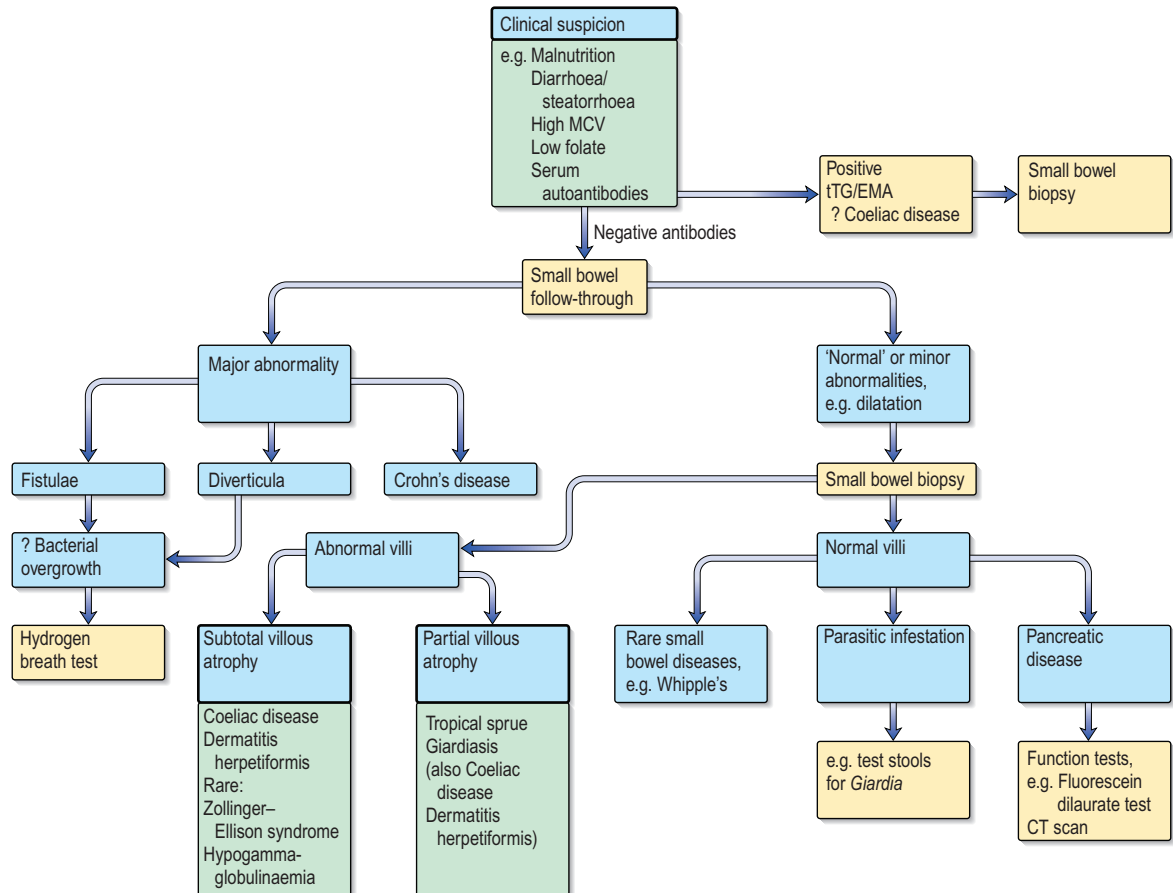 Clinical suspicion
e.g. Malnutrition
Diarrhoea/
steatorrhoea
High MCV
Low folate
Serum
autoantibodies
Positive
tTG/EMA
? Coeliac disease
Small bowel
biopsy
Negative antibodies
Small bowel
follow-through
Major abnormality
'Normal' or minor
abnormalities,
e.g. dilatation
Fistulae
Diverticula
Crohn's disease
Small bowel biopsy
? Bacterial
overgrowth
Abnormal villi
Normal villi
Hydrogen
breath test
Subtotal villous
atrophy
Coeliac disease
Dermatitis
herpetiformis
Rare:
Zollinger–
Ellison syndrome
Hypogamma-
globulinaemia
Partial villous
atrophy
Tropical sprue
Giardiasis
(also Coeliac
disease
Dermatitis
herpetiformis)
Rare small
bowel diseases,
e.g. Whipple's
Parasitic infestation
Pancreatic
disease
e.g. test stools
for Giardia
Function tests,
e.g. Fluorescein
dilaurate test
CT scan